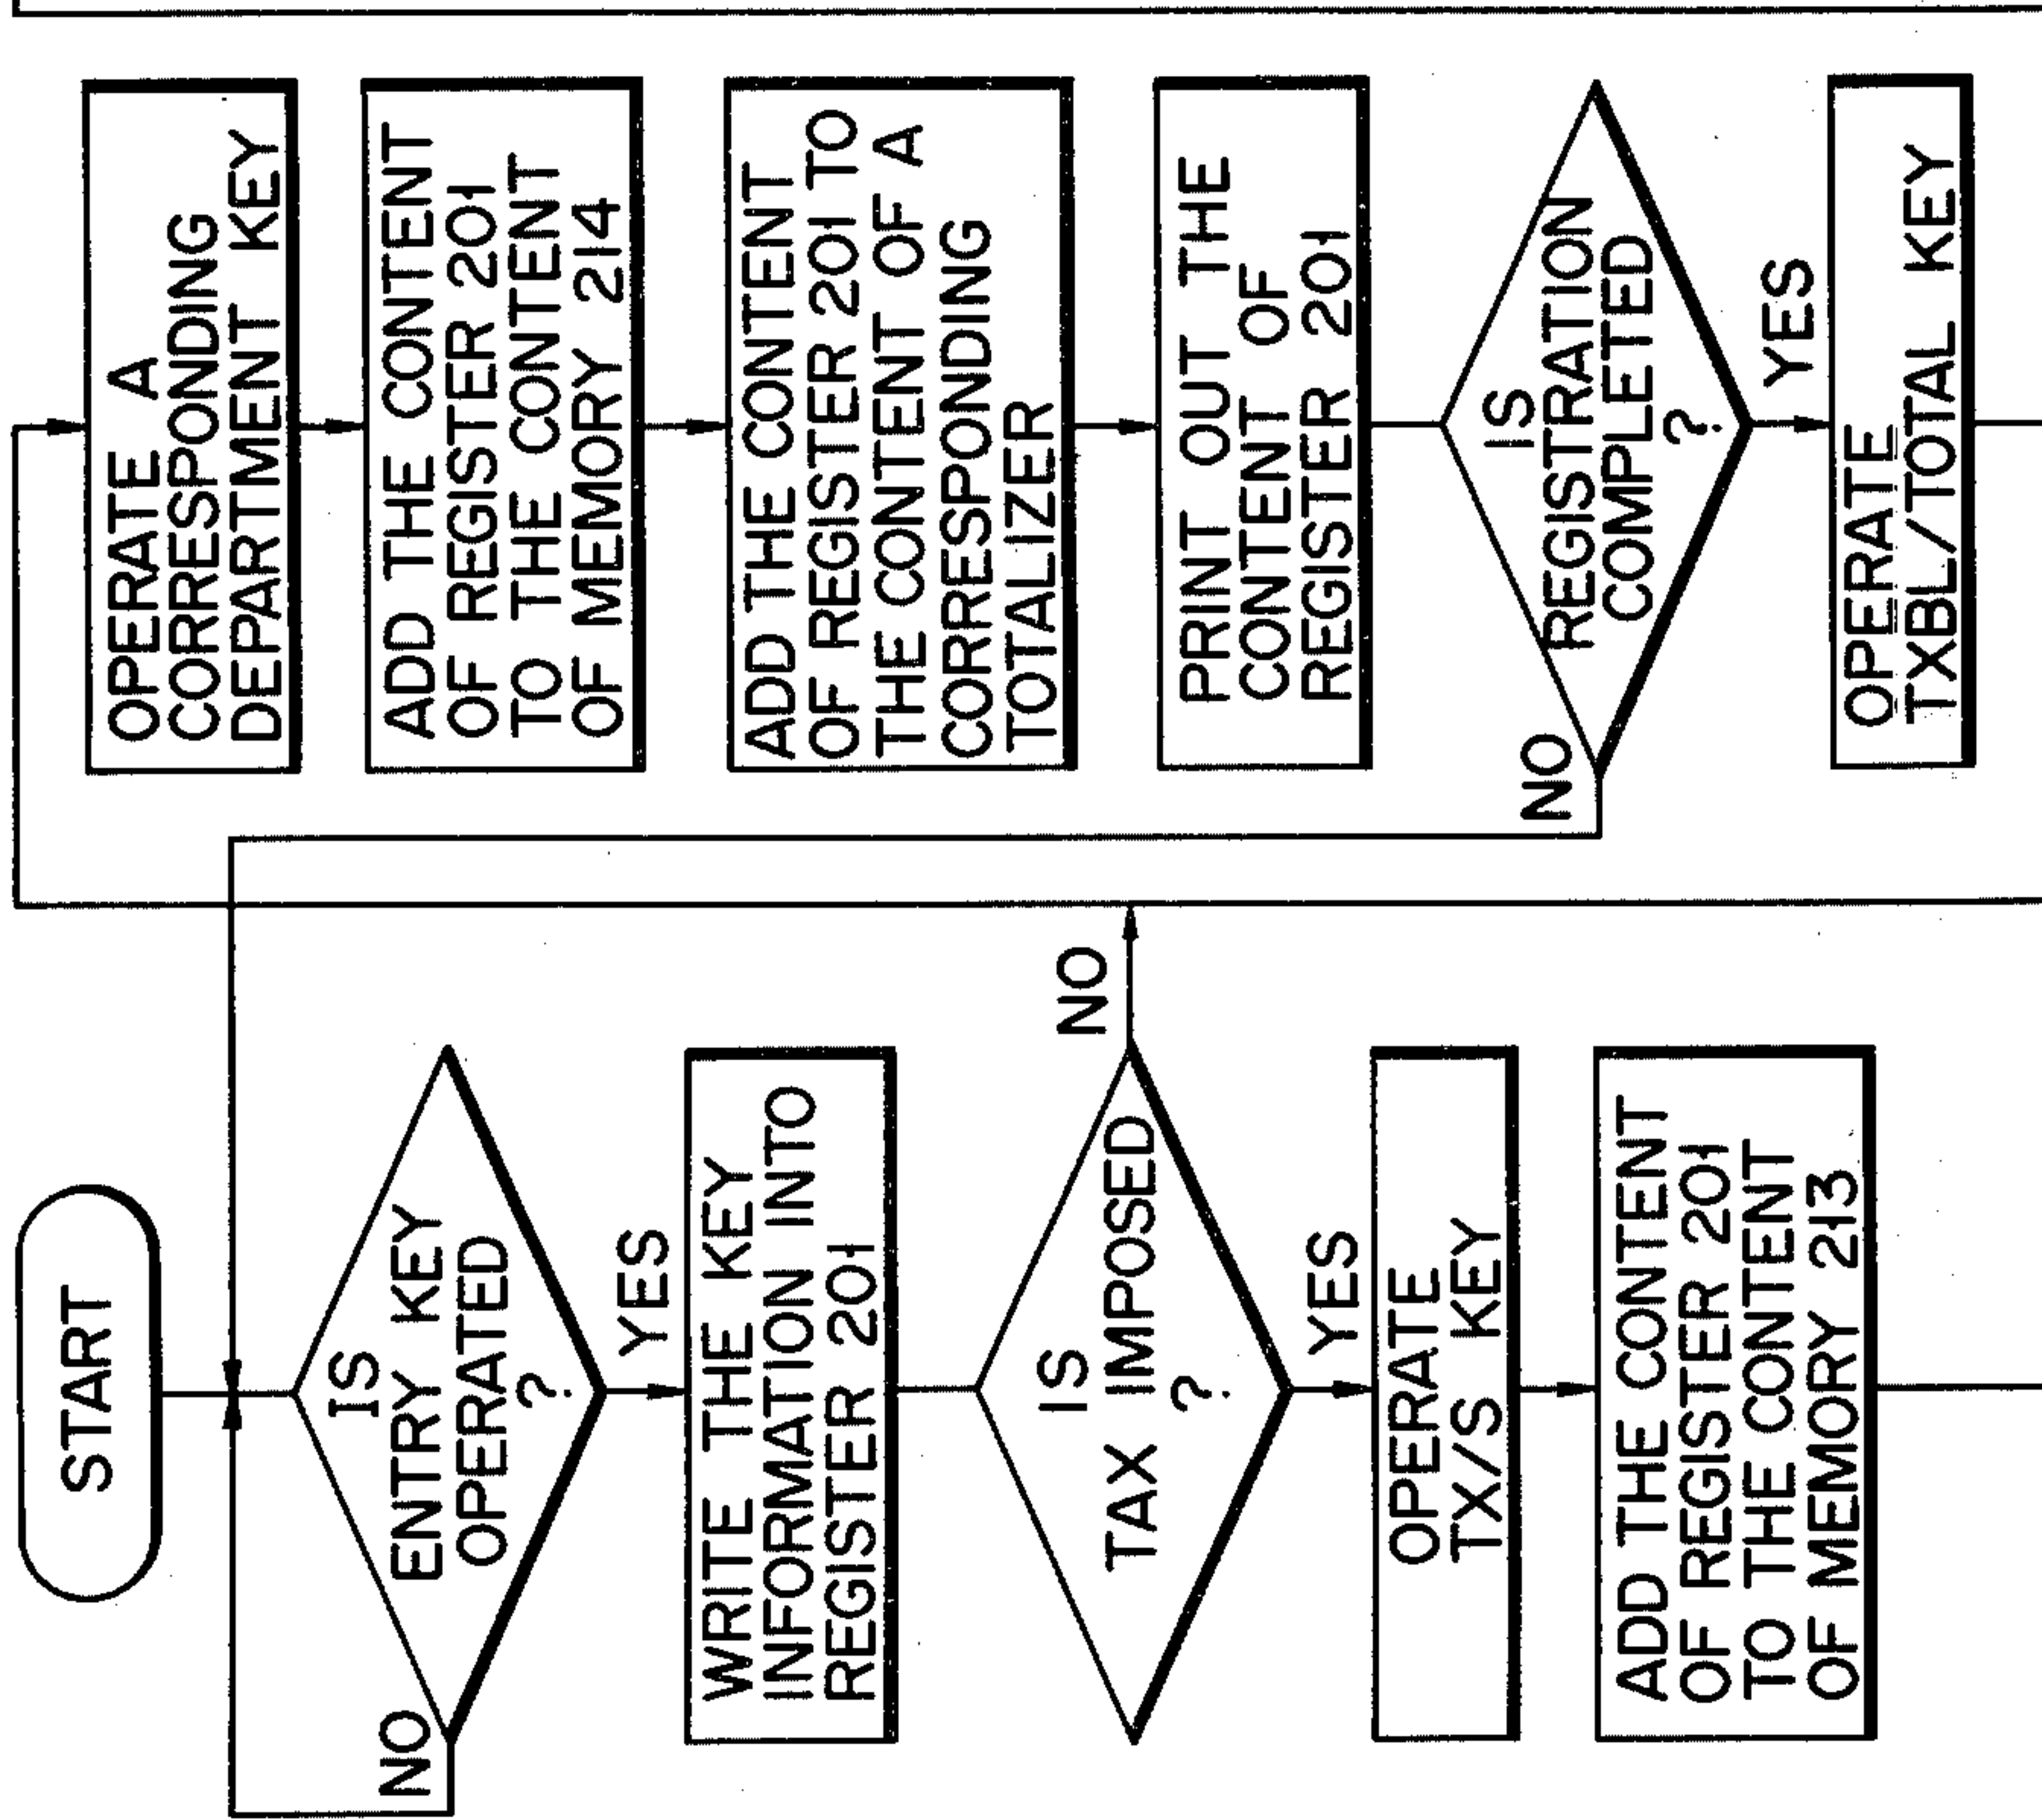 START
IS
ENTRY KEY
OPERATED
?
NO
YES
WRITE THE KEY
INFORMATION INTO
REGISTER 201
IS
TAX IMPOSED
?
NO
YES
OPERATE
TX/S KEY
ADD THE CONTENT
OF REGISTER 201
TO THE CONTENT
OF MEMORY 213
OPERATE A
CORRESPONDING
DEPARTMENT KEY
ADD THE CONTENT
OF REGISTER 201
TO THE CONTENT
OF MEMORY 214
ADD THE CONTENT
OF REGISTER 201 TO
THE CONTENT OF A
CORRESPONDING
TOTALIZER
PRINT OUT THE
CONTENT OF
REGISTER 201
IS
REGISTRATION
COMPLETED
?
NO
YES
OPERATE
TXBL/TOTAL KEY